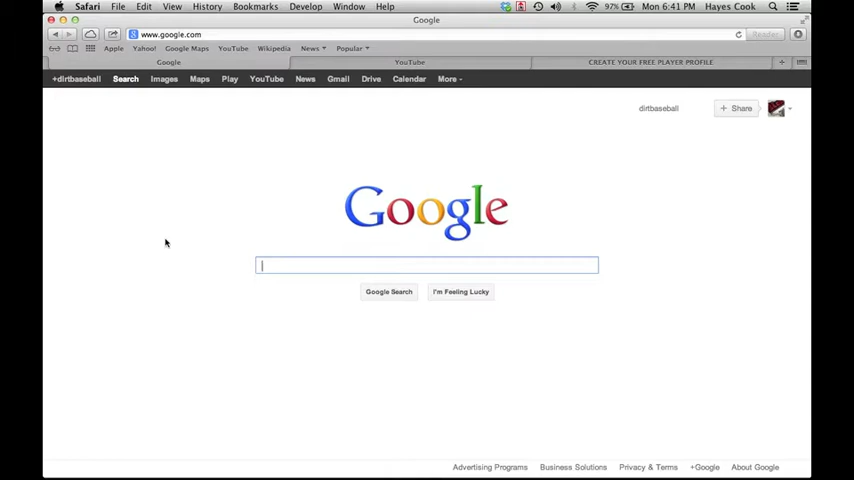 Safari File Edit View History Bookmarks Develop Window Help 97% Mon 6:41 PM Hayes Cook
Google
www.google.com Reader
Apple Yahoo! Google Maps YouTube Wikipedia News Popular
Google YouTube CREATE YOUR FREE PLAYER PROFILE +
+dirtbaseball Search Images Maps Play YouTube News Gmail Drive Calendar More
dirtbaseball + Share
Google
Google Search I'm Feeling Lucky
Advertising Programs Business Solutions Privacy & Terms +Google About Google